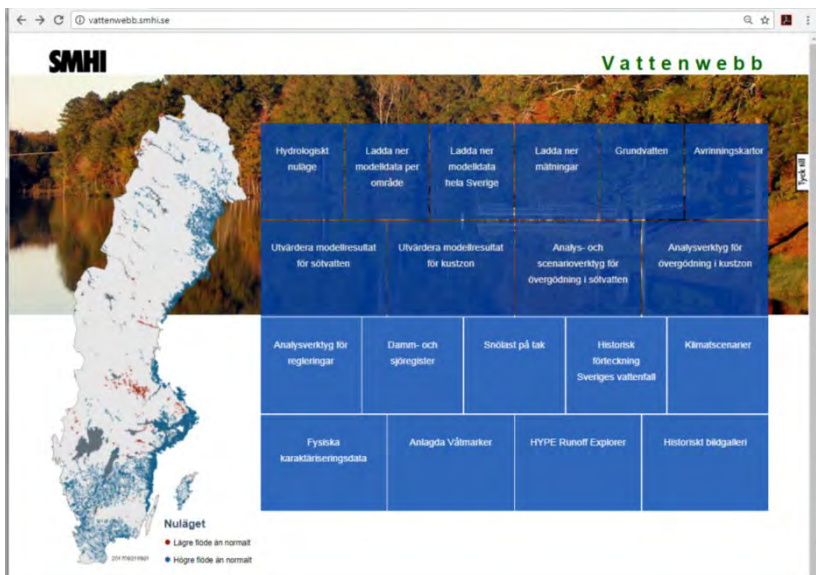 vattenwebb.smhi.se
SMHI
Vattenwebb
Tyck till
Hydrologiskt
nuläge
Ladda ner
modelldata per
område
Ladda ner
modelldata
hela Sverige
Ladda ner
mätningar
Grundvatten
Avrinningskartor
Utvärdera modellresultat
för sötvatten
Utvärdera modellresultat
för kustzon
Analys- och
scenarioverktyg för
övergödning i sötvatten
Analysverktyg för
övergödning i kustzon
Analysverktyg för
regleringar
Damm- och
sjöregister
Snölast på tak
Historisk
förteckning
Sveriges vattenfall
Klimatscenarier
Fysiska
karaktäriseringsdata
Anlagda Våtmarker
HYPE Runoff Explorer
Historiskt bildgalleri
Nuläget
Lägre flöde än normalt
Högre flöde än normalt